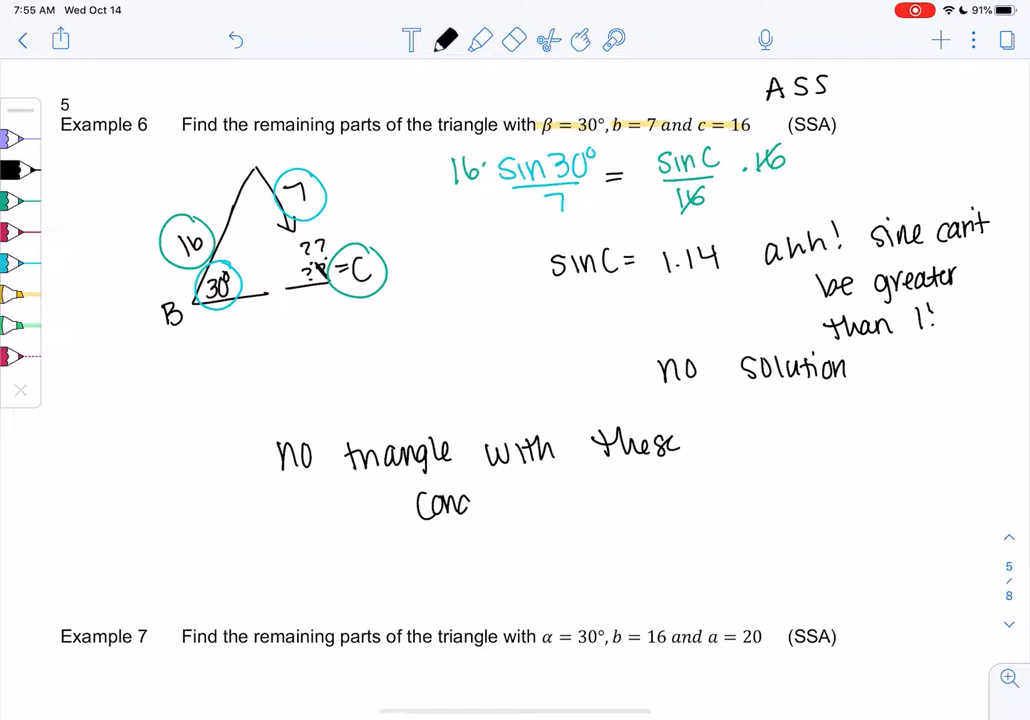 7:55 AM Wed Oct 14
91%
T
A S S
5
Example 6 Find the remaining parts of the triangle with β = 30°, b = 7 and c = 16 (SSA)
16 · sin 30° / 7 = sin C / 16 · 16
7
16
30°
B
??
?? = C
sin C = 1.14 ahh! sine can't
be greater
than 1!
no solution
no triangle with these
conc
5
/
8
Example 7 Find the remaining parts of the triangle with α = 30°, b = 16 and a = 20 (SSA)